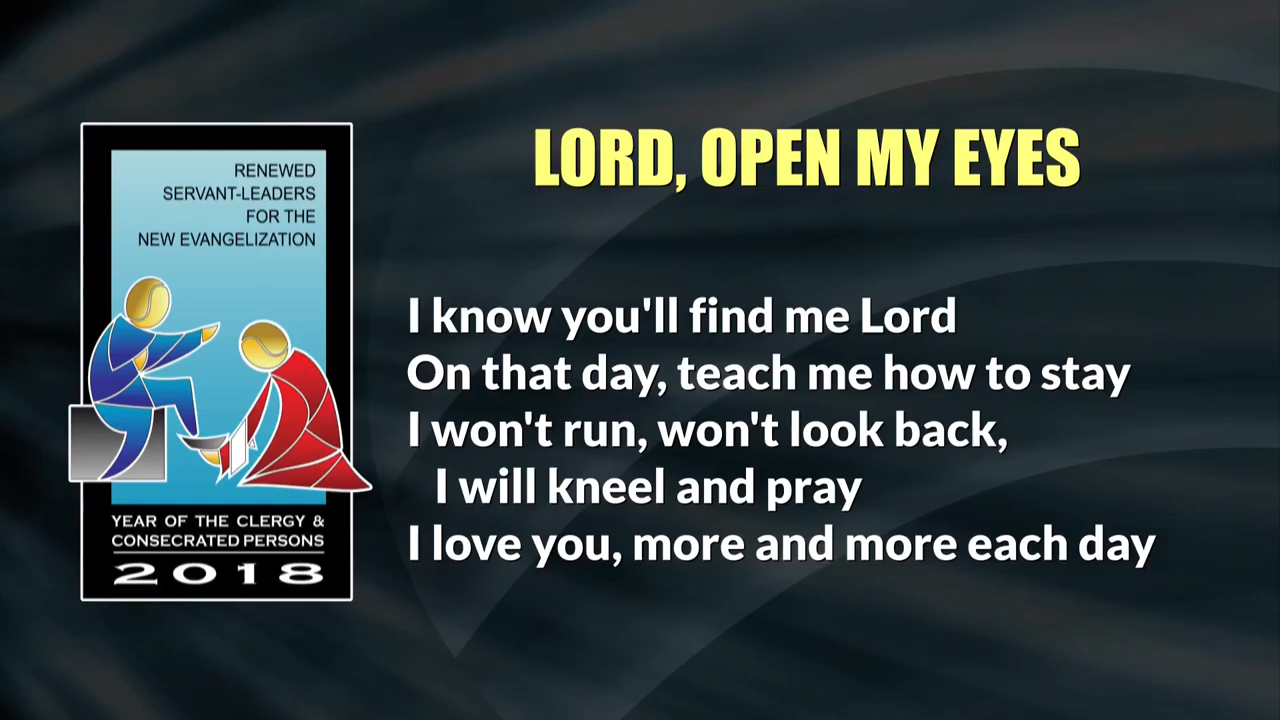 RENEWED
SERVANT-LEADERS
FOR THE
NEW EVANGELIZATION
YEAR OF THE CLERGY &
CONSECRATED PERSONS
2018
LORD, OPEN MY EYES
I know you'll find me Lord
On that day, teach me how to stay
I won't run, won't look back,
I will kneel and pray
I love you, more and more each day